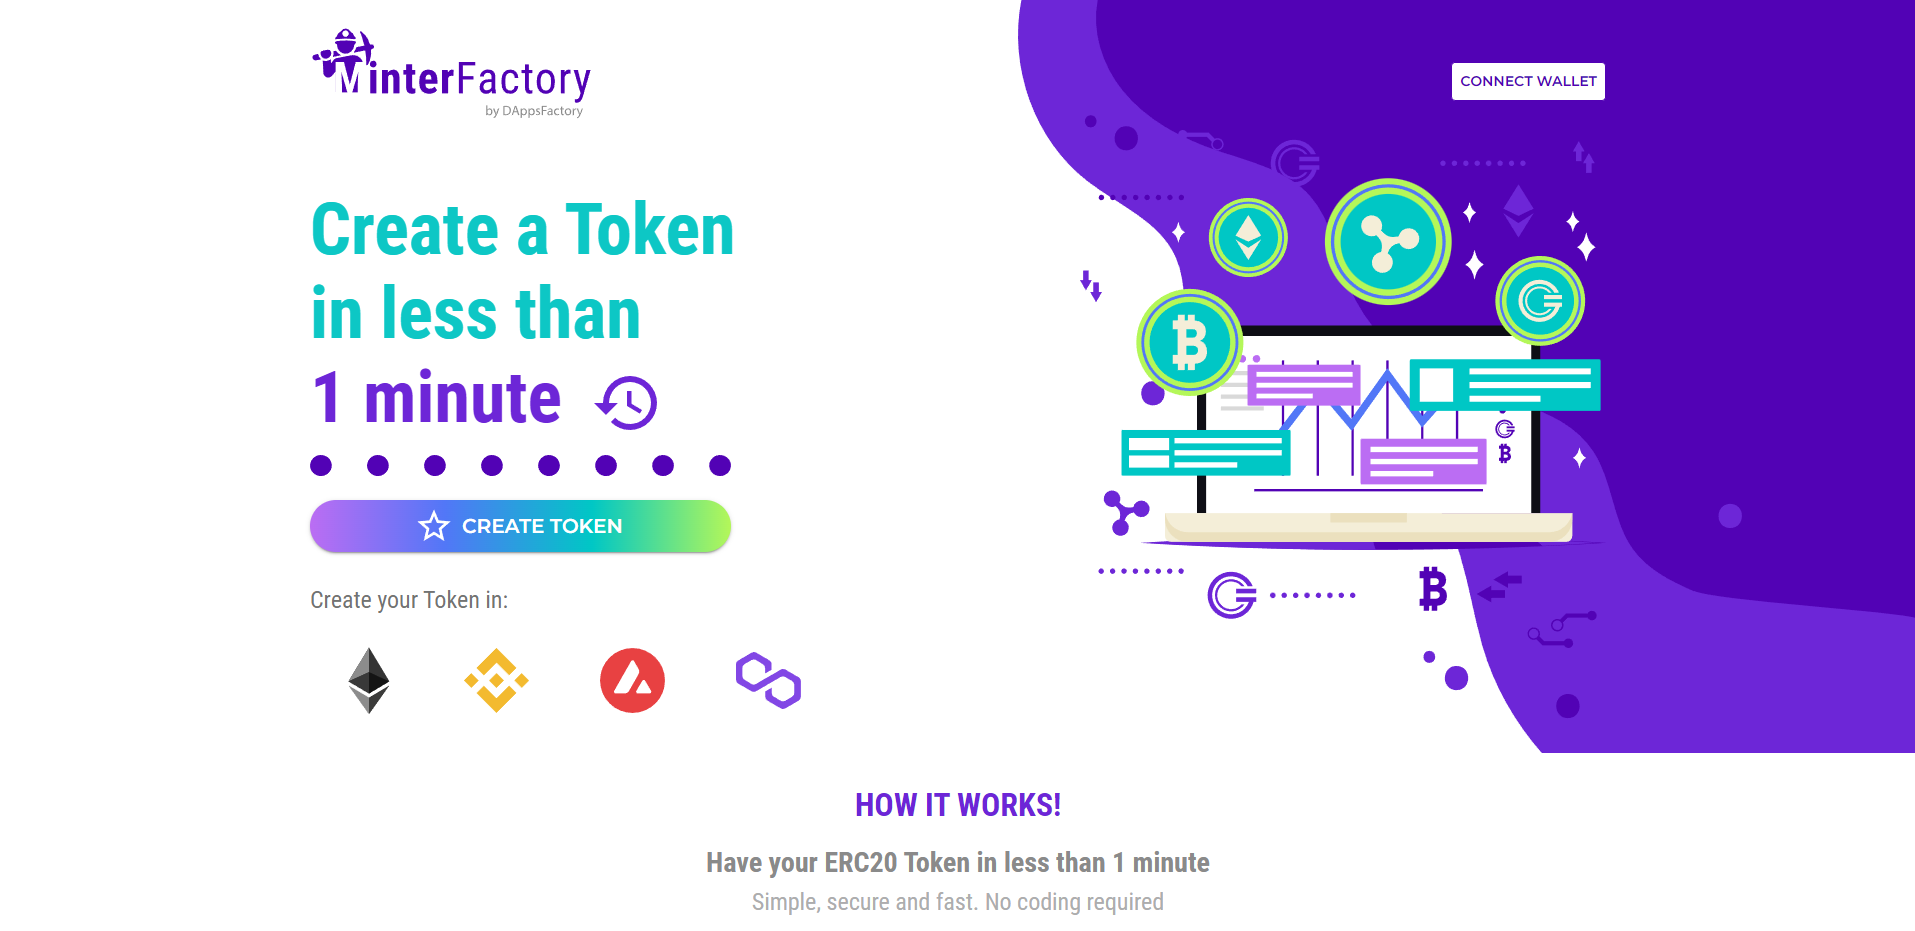 MinterFactory
by DAppsFactory
CONNECT WALLET
Create a Token
in less than
1 minute
CREATE TOKEN
Create your Token in:
HOW IT WORKS!
Have your ERC20 Token in less than 1 minute
Simple, secure and fast. No coding required